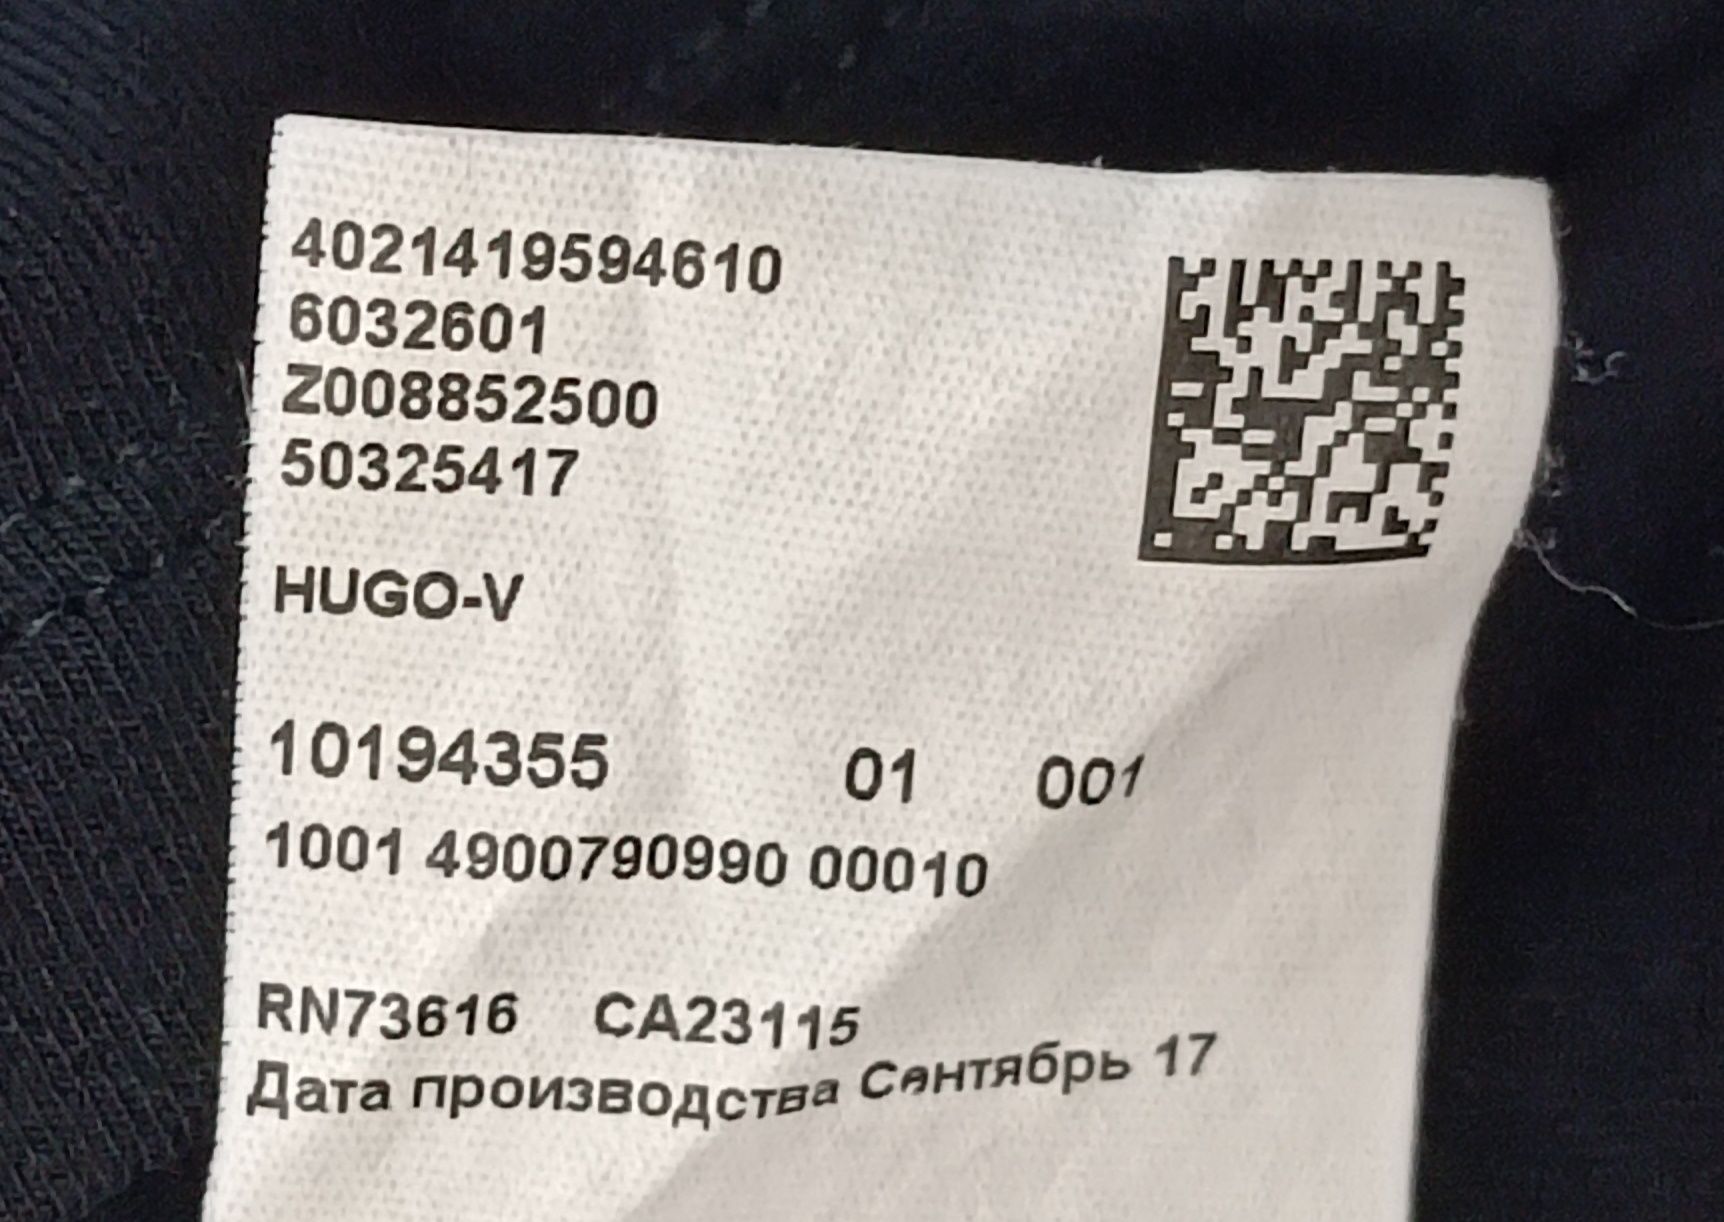 4021419594610
6032601
Z008852500
50325417
HUGO-V
10194355 01 001
1001 4900790990 00010
RN73616 CA23115
Дата производства Сентябрь 17